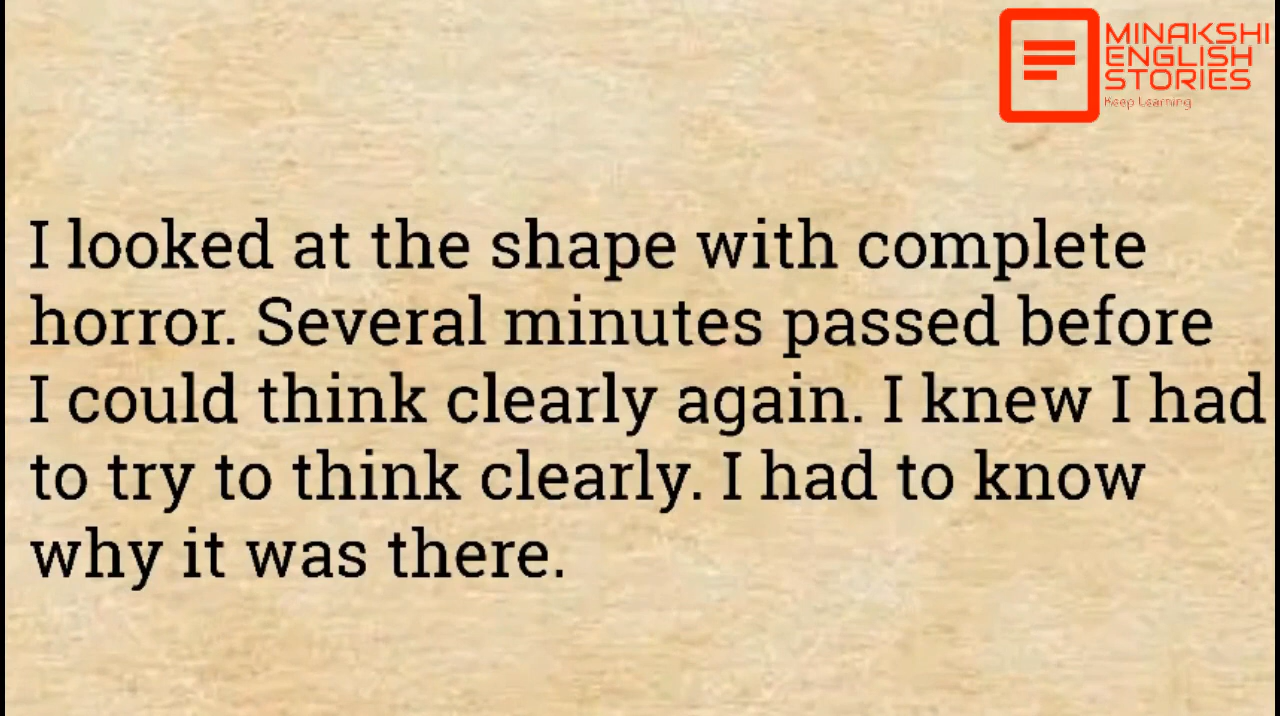 MINAKSHI
ENGLISH
STORIES
Keep Learning
I looked at the shape with complete
horror. Several minutes passed before
I could think clearly again. I knew I had
to try to think clearly. I had to know
why it was there.